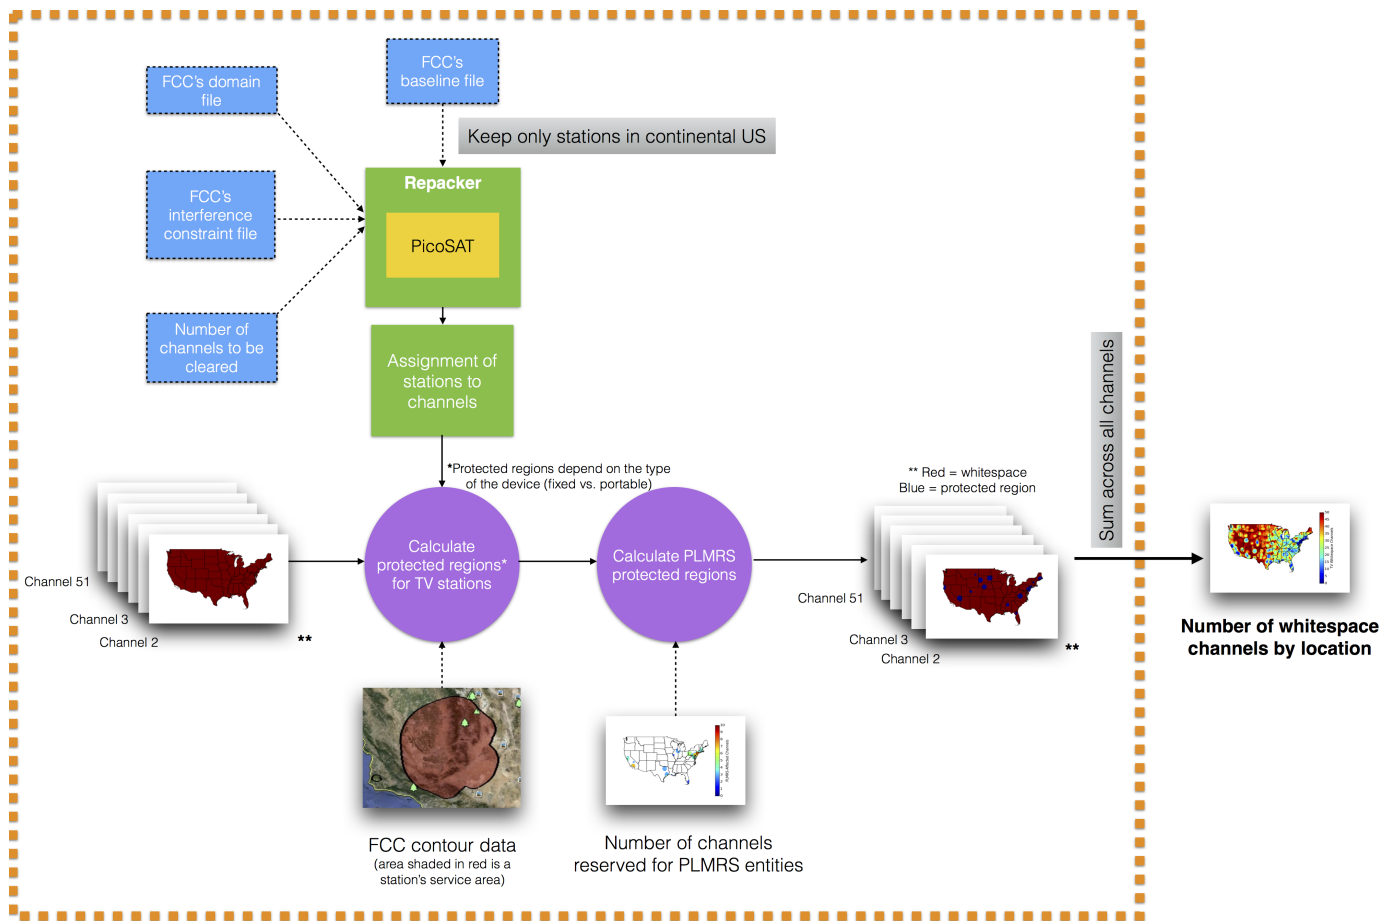 FCC's
baseline file
FCC's domain
file
Keep only stations in continental US
Repacker
FCC's
interference
constraint file
PicoSAT
Number of
channels to be
cleared
Assignment of
stations to
channels
Sum across all channels
*Protected regions depend on the type
of the device (fixed vs. portable)
** Red = whitespace
Blue = protected region
Calculate
protected regions*
for TV stations
Calculate PLMRS
protected regions
Channel 51
Channel 3
Channel 2
**
Channel 51
Channel 3
Channel 2
**
Number of whitespace
channels by location
FCC contour data
(area shaded in red is a
station's service area)
Number of channels
reserved for PLMRS entities